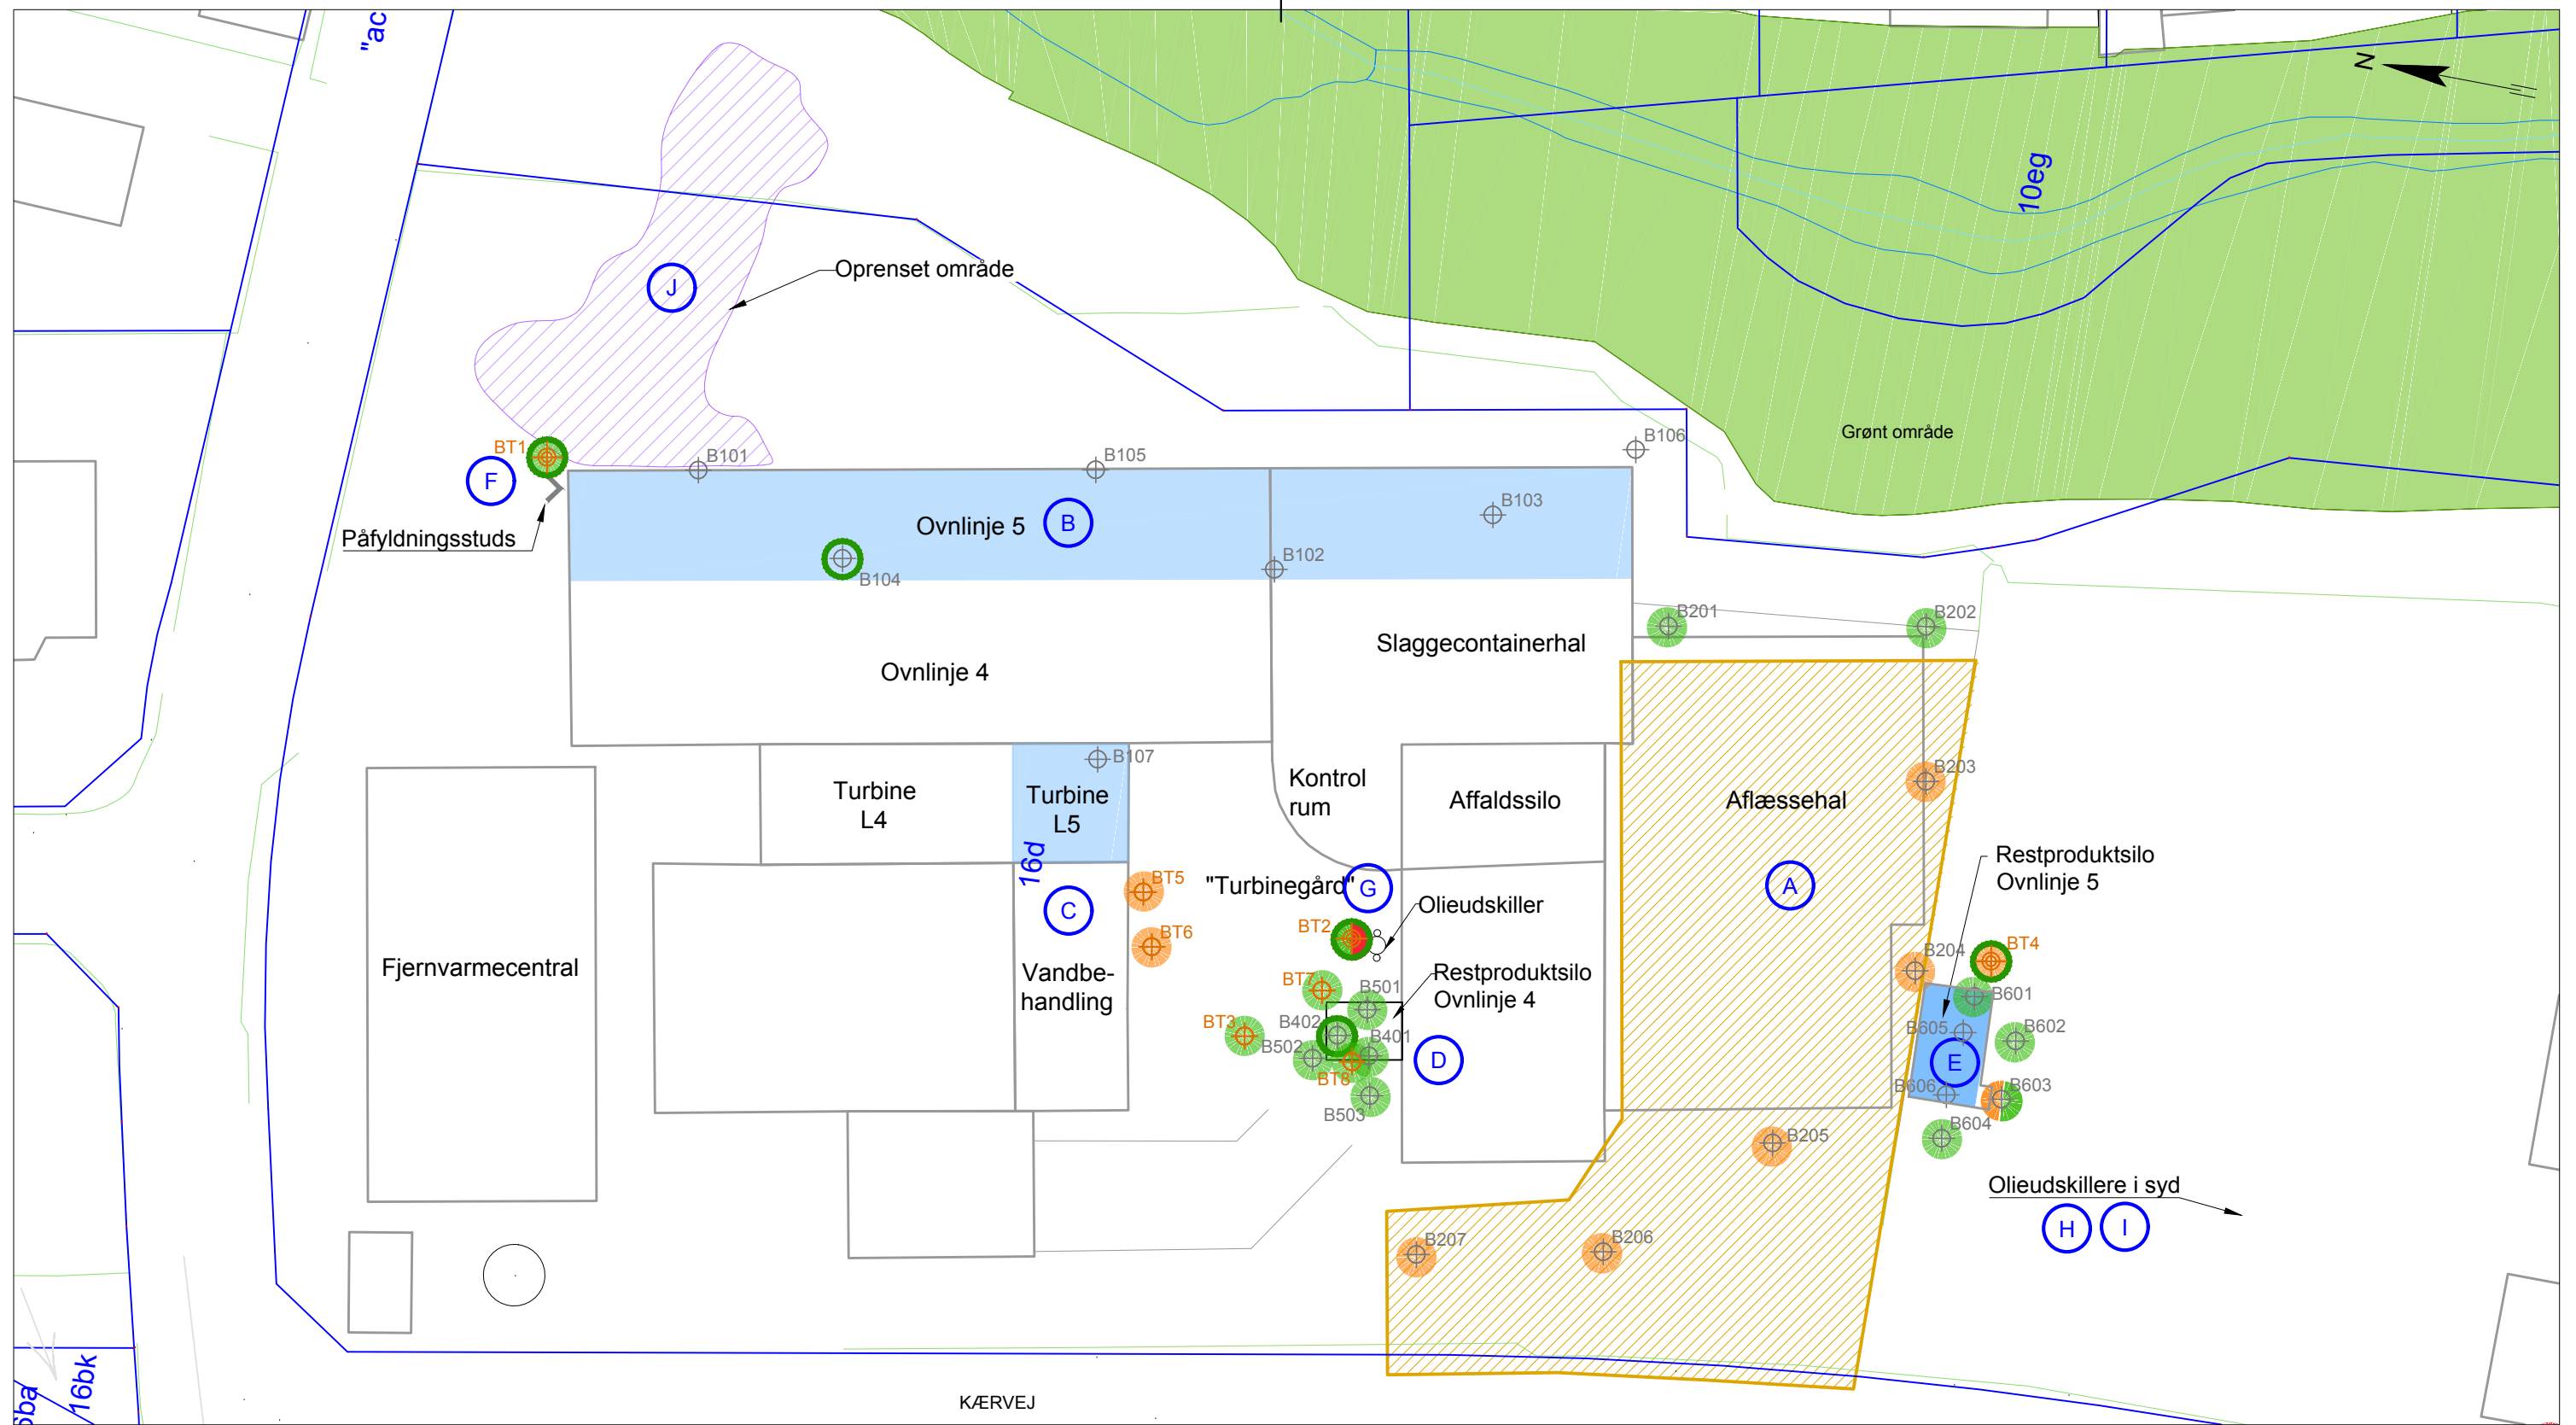 "ac
N
10eg
J
Oprenset område
Grønt område
BT1
F
B101
B105
B106
B103
Påfyldningsstuds
Ovnlinje 5
B
B104
B102
B201
B202
Slaggecontainerhal
Ovnlinje 4
B107
Turbine
L4
Turbine
L5
Kontrol
rum
Affaldssilo
Aflæssehal
B203
16d
C
BT5
BT6
"Turbinegård"
G
Olieudskiller
A
Restproduktsilo
Ovnlinje 5
BT2
Fjernvarmecentral
Vandbe-
handling
BT7
B501
Restproduktsilo
Ovnlinje 4
B204
BT4
BT3
B402
B401
B502
BT8
B503
D
B601
B605
B602
E
B606
B603
B604
B205
Olieudskillere i syd
H
I
B207
B206
16bk
6ba
KÆRVEJ